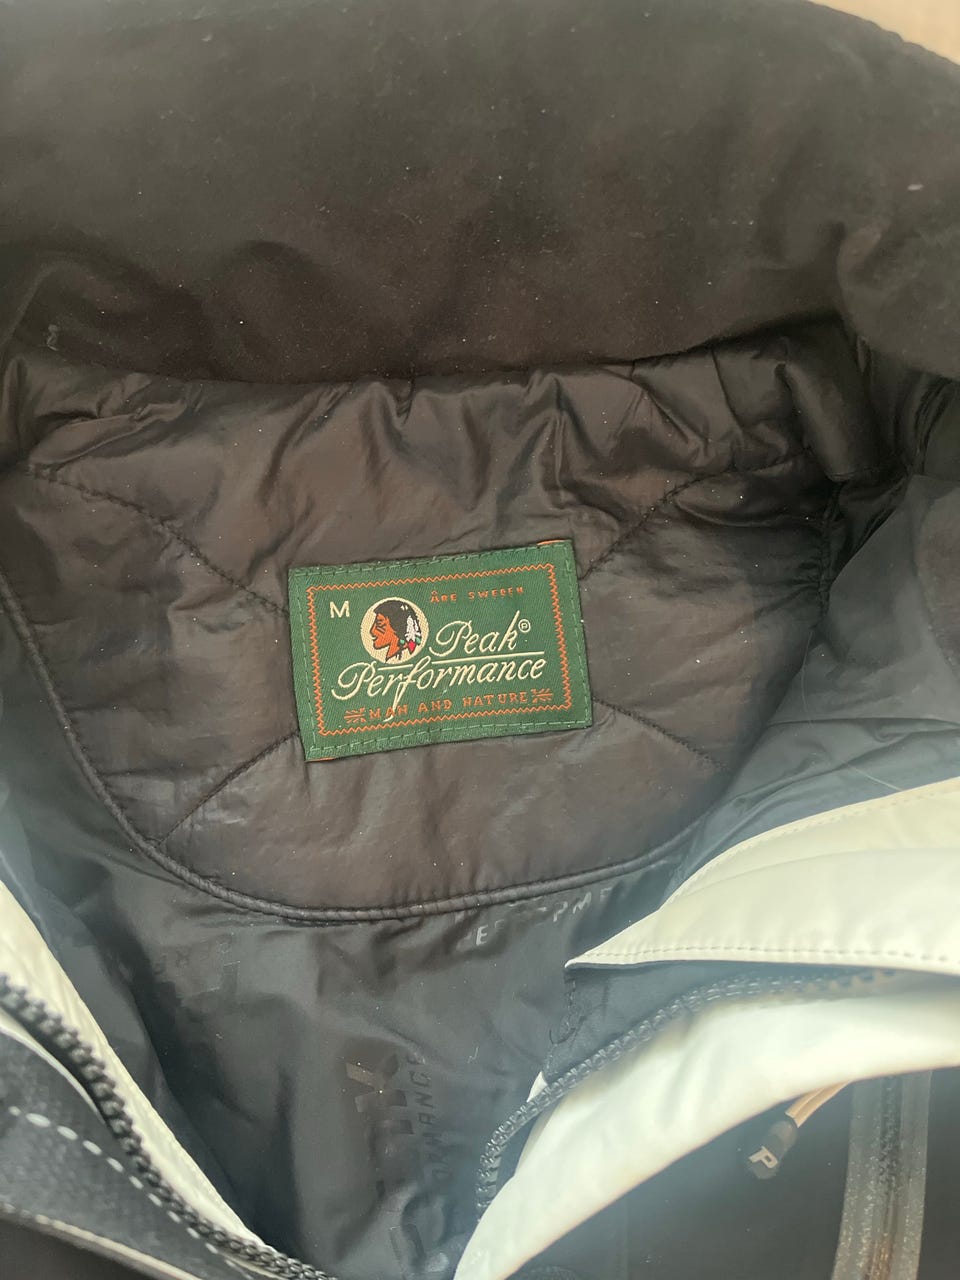 M
ÅRE SWEDEN
Peak®
Performance
MAN AND NATURE
P